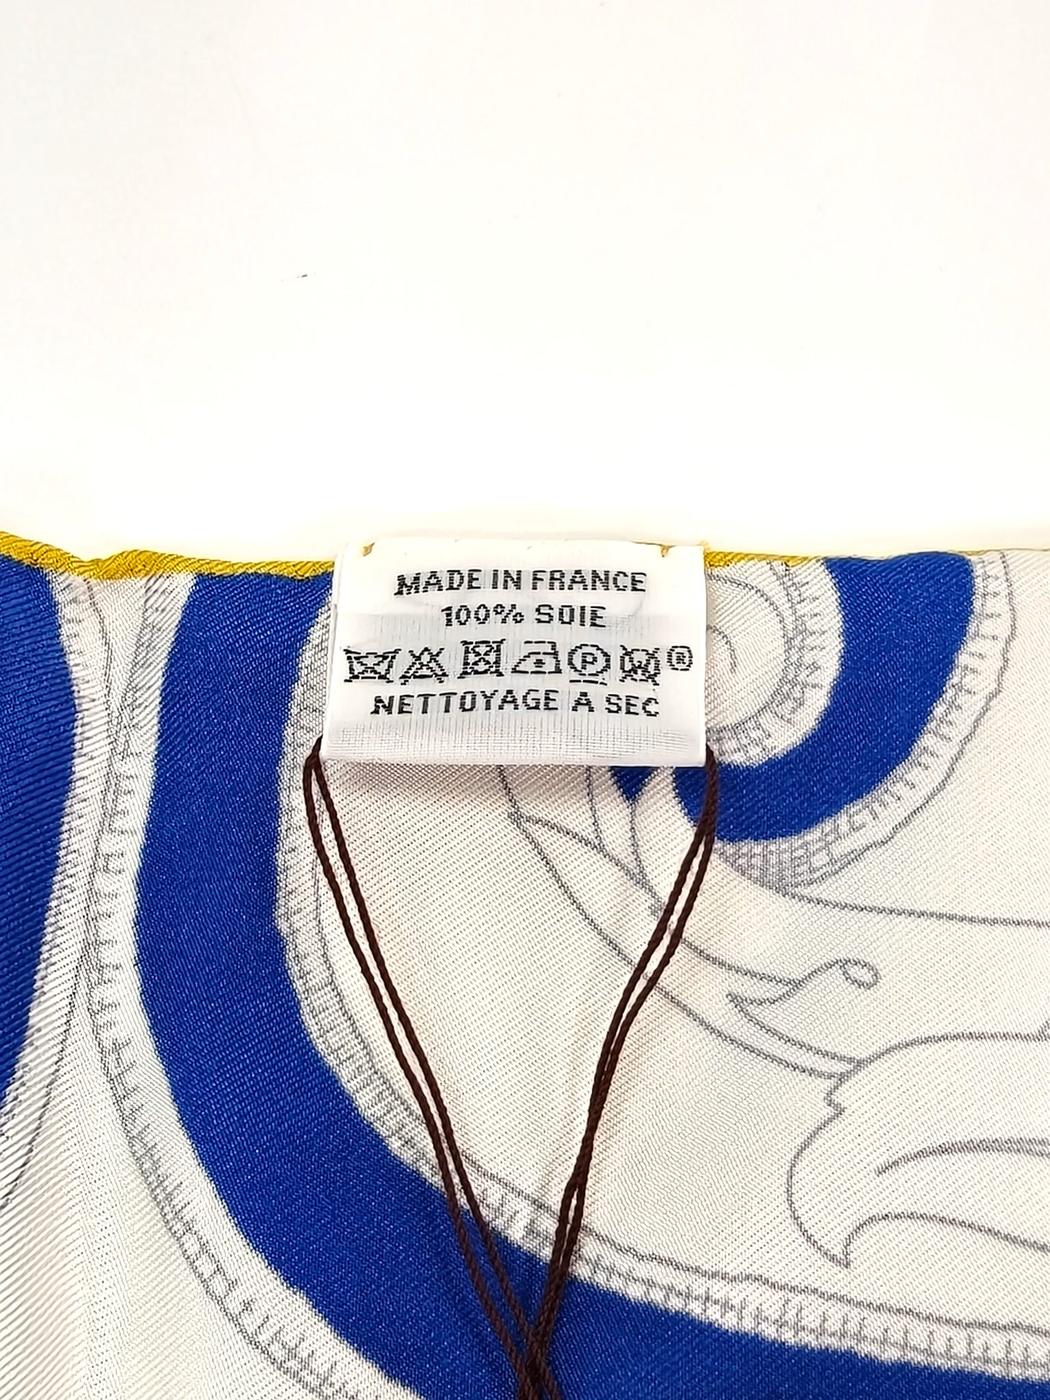 MADE IN FRANCE
100% SOIE
P W ®
NETTOYAGE A SEC